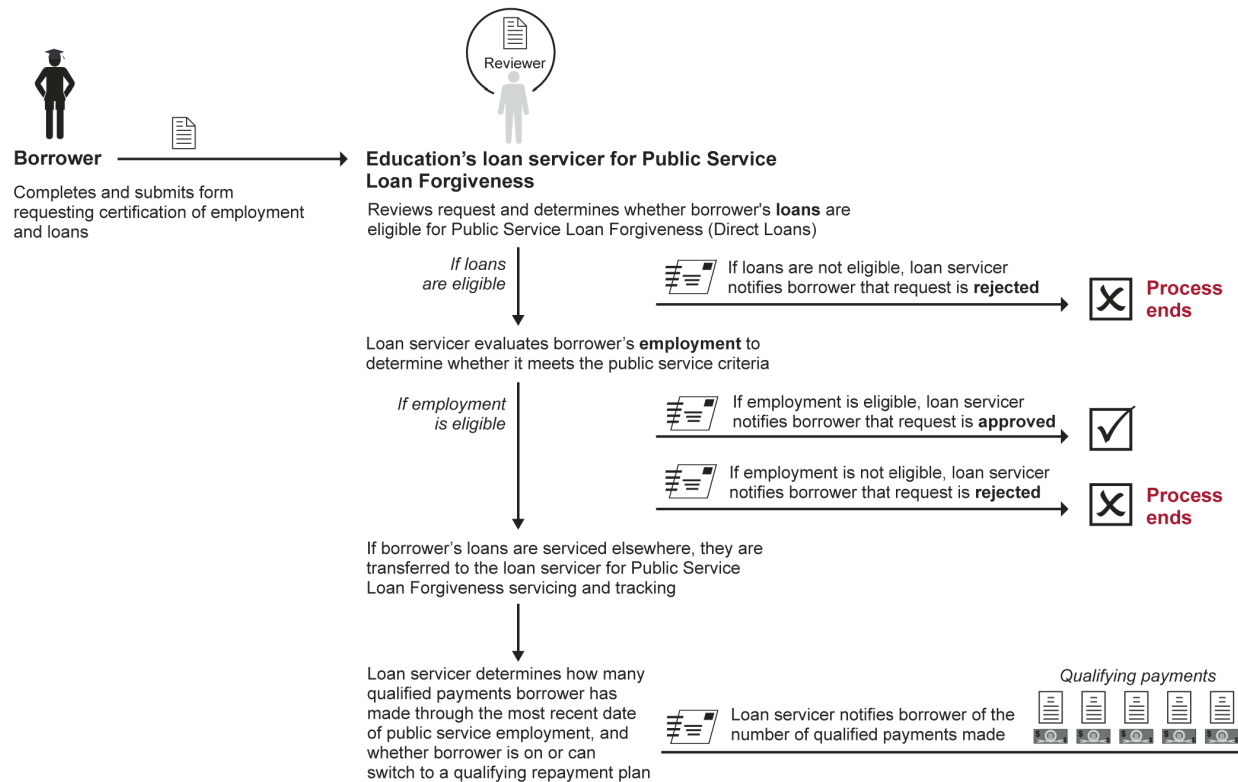 Reviewer
Borrower
Completes and submits form
requesting certification of employment
and loans
Education's loan servicer for Public Service
Loan Forgiveness
Reviews request and determines whether borrower's loans are
eligible for Public Service Loan Forgiveness (Direct Loans)
If loans
are eligible
If loans are not eligible, loan servicer
notifies borrower that request is rejected
Process
ends
Loan servicer evaluates borrower's employment to
determine whether it meets the public service criteria
If employment
is eligible
If employment is eligible, loan servicer
notifies borrower that request is approved
If employment is not eligible, loan servicer
notifies borrower that request is rejected
Process
ends
If borrower's loans are serviced elsewhere, they are
transferred to the loan servicer for Public Service
Loan Forgiveness servicing and tracking
Loan servicer determines how many
qualified payments borrower has
made through the most recent date
of public service employment, and
whether borrower is on or can
switch to a qualifying repayment plan
Loan servicer notifies borrower of the
number of qualified payments made
Qualifying payments